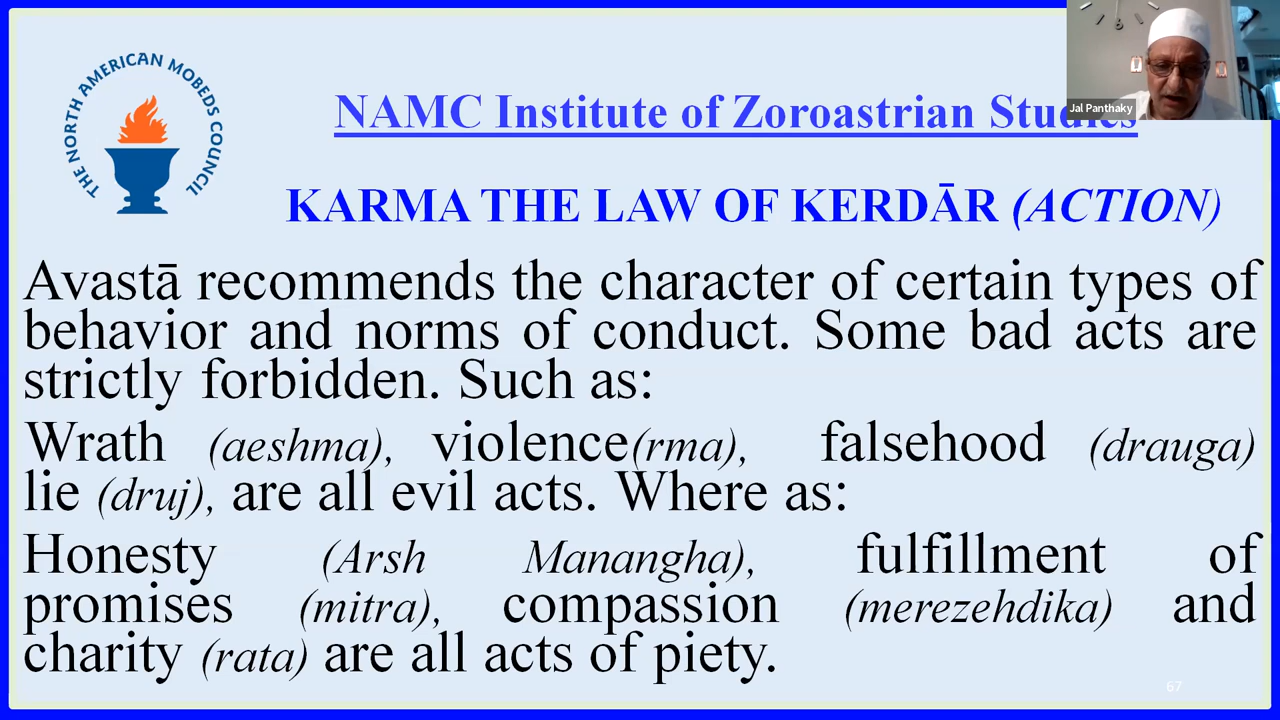 THE NORTH AMERICAN MOBEDS COUNCIL
Jal Panthaky
NAMC Institute of Zoroastrian Studies
KARMA THE LAW OF KERDĀR (ACTION)
Avastā recommends the character of certain types of
behavior and norms of conduct. Some bad acts are
strictly forbidden. Such as:
Wrath (aeshma), violence(rma), falsehood (drauga)
lie (druj), are all evil acts. Where as:
Honesty (Arsh Manangha), fulfillment of
promises (mitra), compassion (merezehdika) and
charity (rata) are all acts of piety.
67